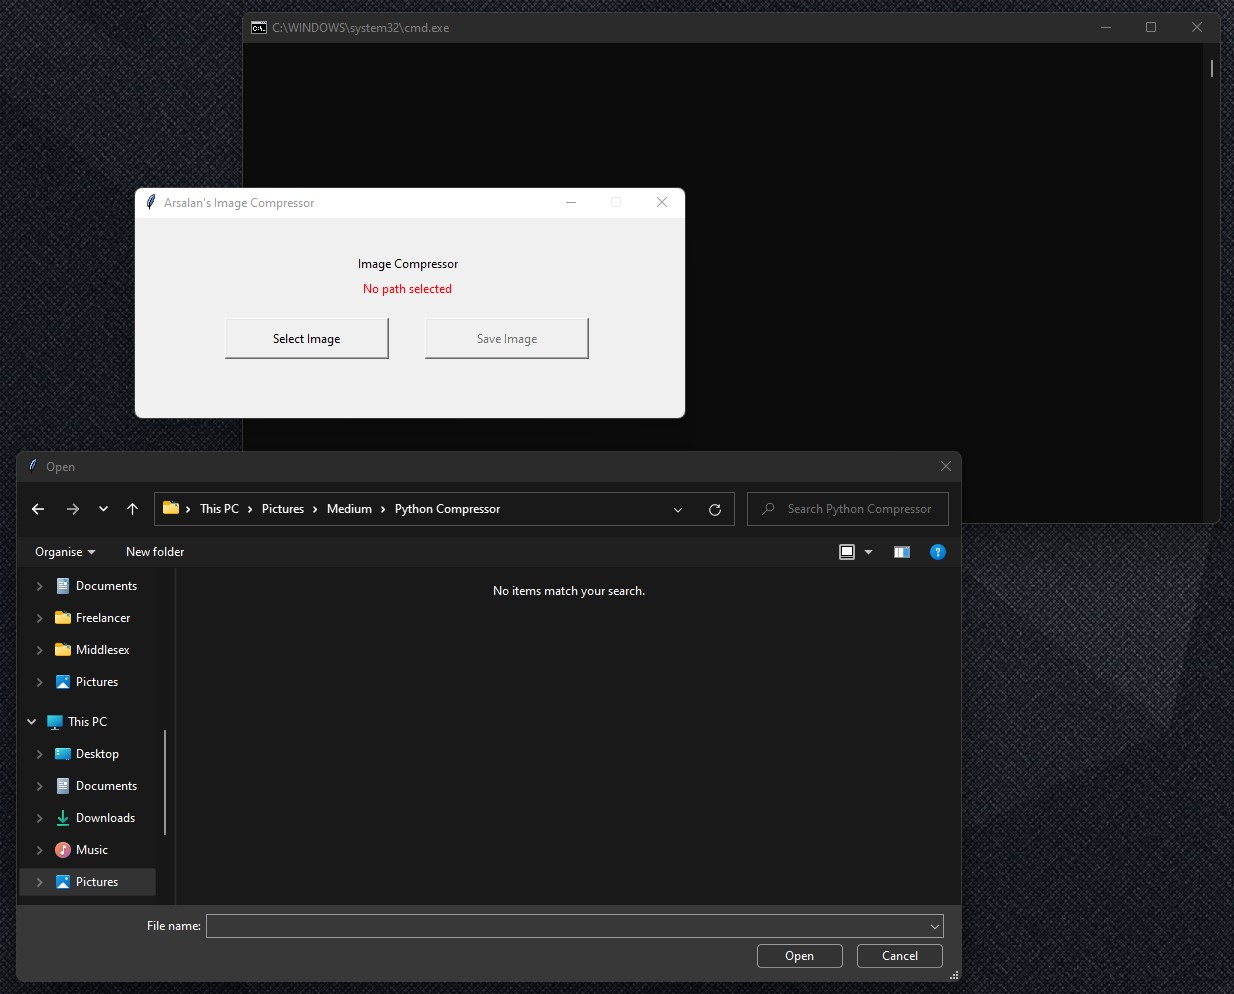 C:\WINDOWS\system32\cmd.exe
Arsalan's Image Compressor
Image Compressor
No path selected
Select Image
Save Image
Open
This PC > Pictures > Medium > Python Compressor
Search Python Compressor
Organise
New folder
Documents
Freelancer
Middlesex
Pictures
This PC
Desktop
Documents
Downloads
Music
Pictures
No items match your search.
File name:
Open
Cancel